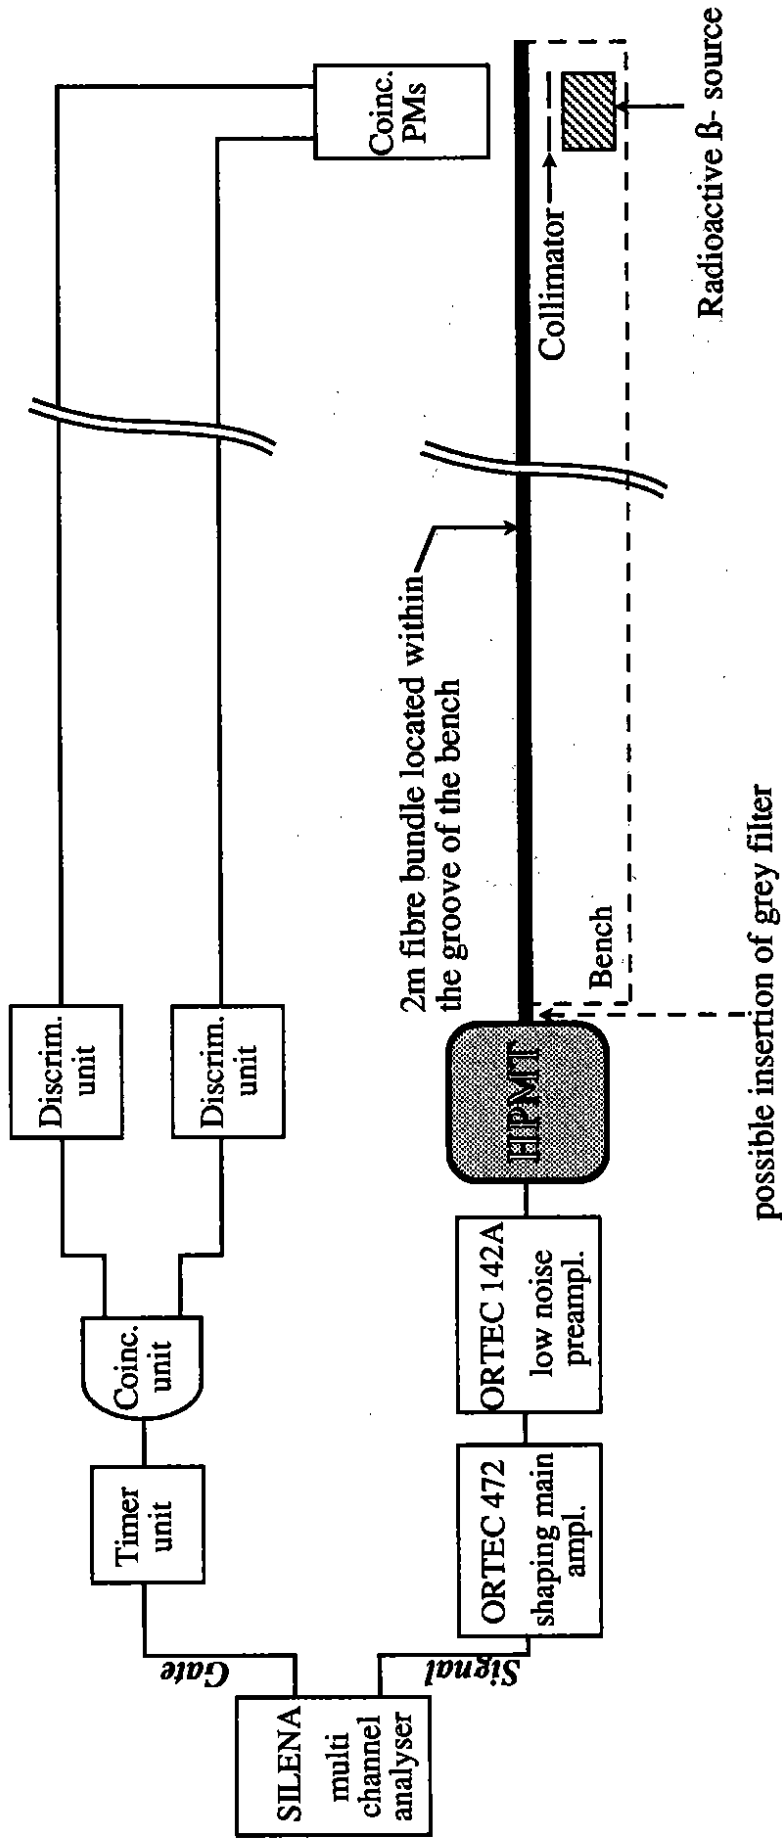 SILENA
multi
channel
analyser
Gate
Signal
Timer
unit
Coinc.
unit
Discrim.
unit
Discrim.
unit
Coinc.
PMs
ORTEC 472
shaping main
ampl.
ORTEC 142A
low noise
preampl.
HPMT
2m fibre bundle located within
the groove of the bench
Bench
Collimator
Radioactive ß- source
possible insertion of grey filter